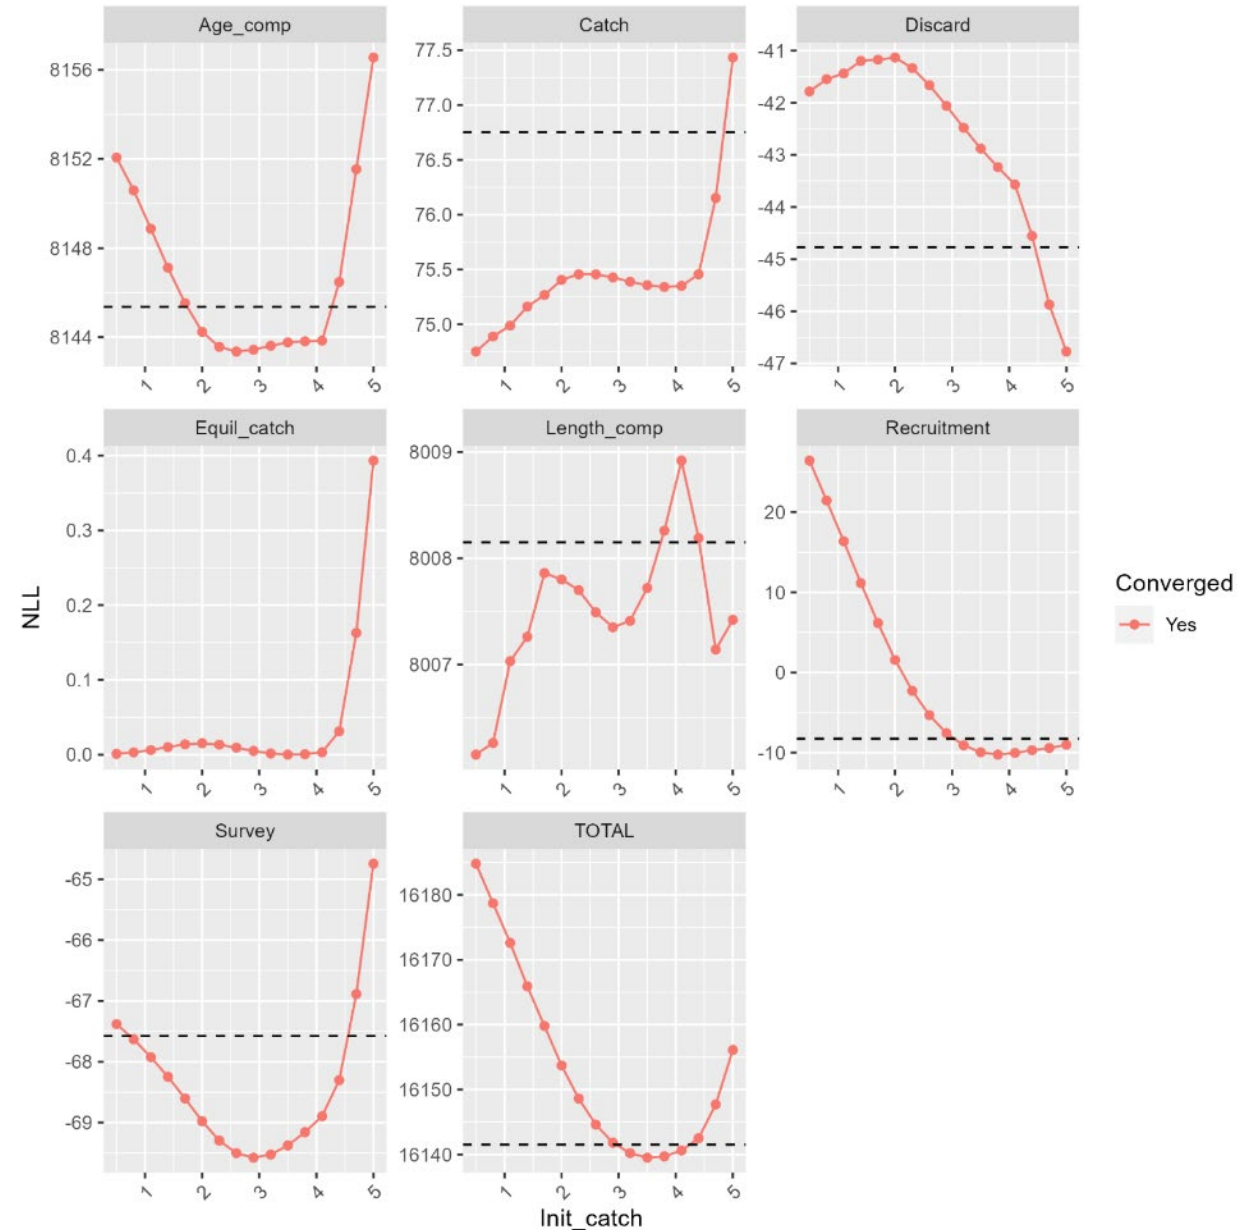 Age_comp
8156
8152
8148
8144
1 2 3 4 5
Catch
77.5
77.0
76.5
76.0
75.5
75.0
1 2 3 4 5
Discard
-41
-42
-43
-44
-45
-46
-47
1 2 3 4 5
Equil_catch
0.4
0.3
0.2
0.1
0.0
1 2 3 4 5
Length_comp
8009
8008
8007
1 2 3 4 5
Recruitment
20
10
0
-10
1 2 3 4 5
Survey
-65
-66
-67
-68
-69
1 2 3 4 5
TOTAL
16180
16170
16160
16150
16140
1 2 3 4 5
NLL
Init_catch
Converged
Yes